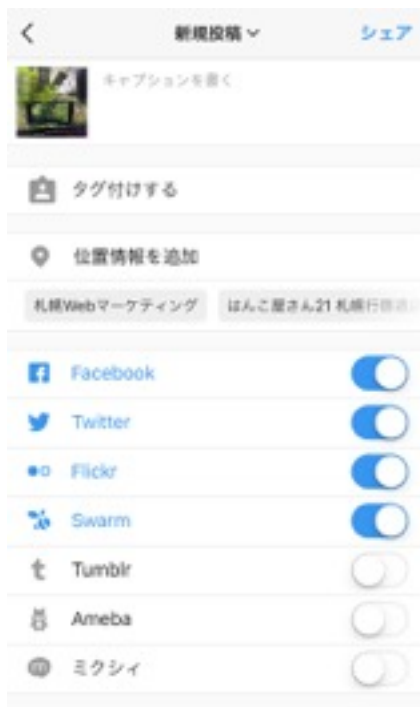 新規投稿
シェア
キャプションを書く
タグ付けする
位置情報を追加
札幌Webマーケティング
はんこ屋さん21 札幌
Facebook
Twitter
Flickr
Swarm
Tumblr
Ameba
ミクシィ